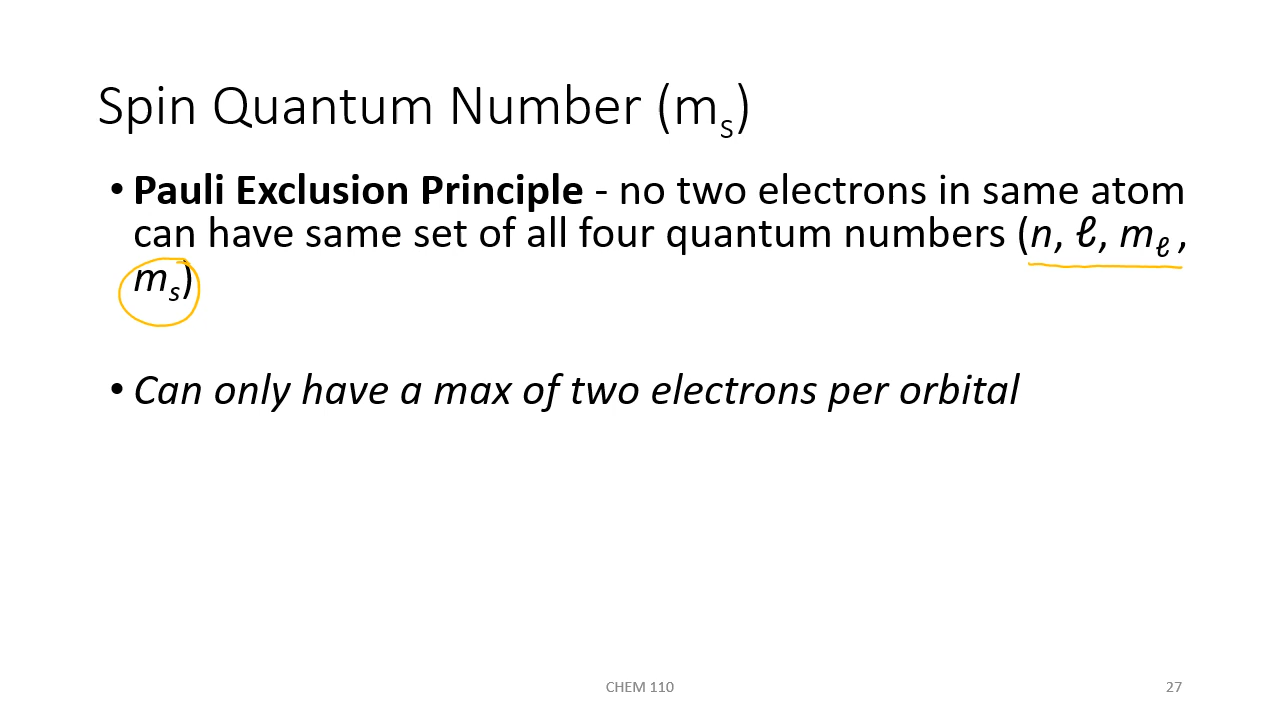 Spin Quantum Number (mₛ)
• Pauli Exclusion Principle - no two electrons in same atom
can have same set of all four quantum numbers (n, ℓ, m_ℓ ,
mₛ)
• Can only have a max of two electrons per orbital
CHEM 110
27